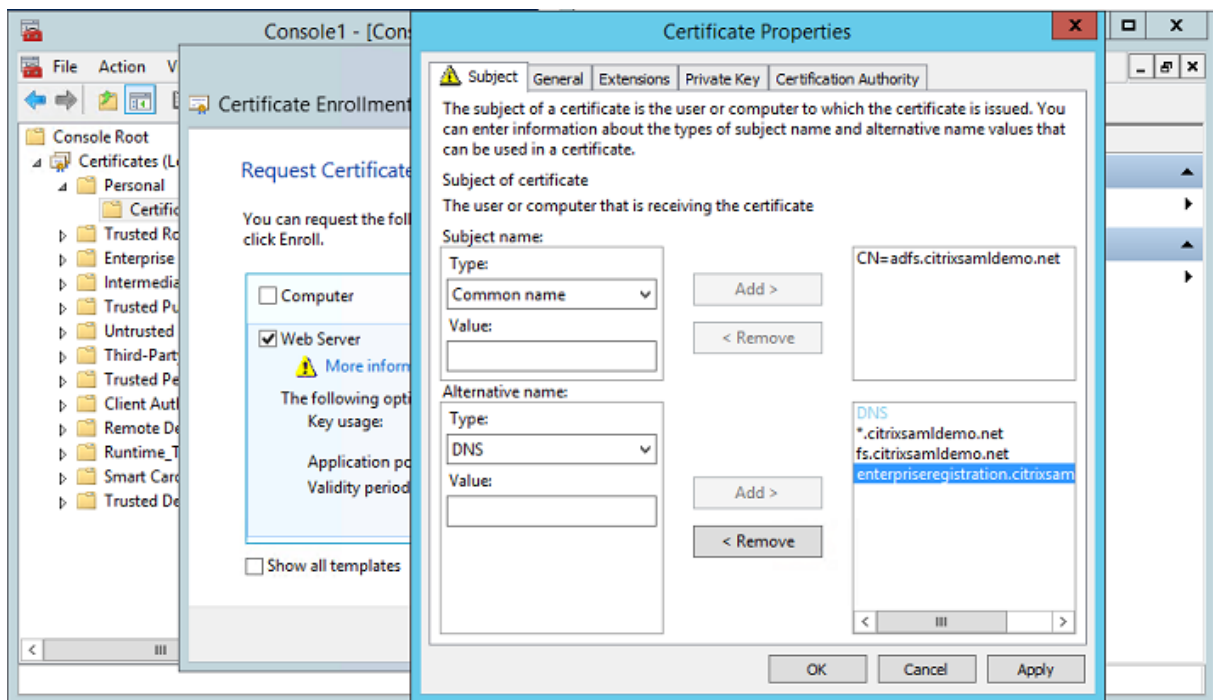 Console1 - [Con
File Action V
Console Root
Certificates (L
Personal
Certific
Trusted Ro
Enterprise
Intermedia
Trusted Pu
Untrusted
Third-Part
Trusted Pe
Client Aut
Remote De
Runtime_T
Smart Card
Trusted De
Certificate Enrollment
Request Certificate
You can request the foll
click Enroll.
Computer
Web Server
More inform
The following opti
Key usage:
Application po
Validity period
Show all templates
Certificate Properties
Subject General Extensions Private Key Certification Authority
The subject of a certificate is the user or computer to which the certificate is issued. You
can enter information about the types of subject name and alternative name values that
can be used in a certificate.
Subject of certificate
The user or computer that is receiving the certificate
Subject name:
Type:
Common name
Value:
Add >
< Remove
CN=adfs.citrixsamldemo.net
Alternative name:
Type:
DNS
Value:
Add >
< Remove
DNS
*.citrixsamldemo.net
fs.citrixsamldemo.net
enterpriseregistration.citrixsam
OK Cancel Apply